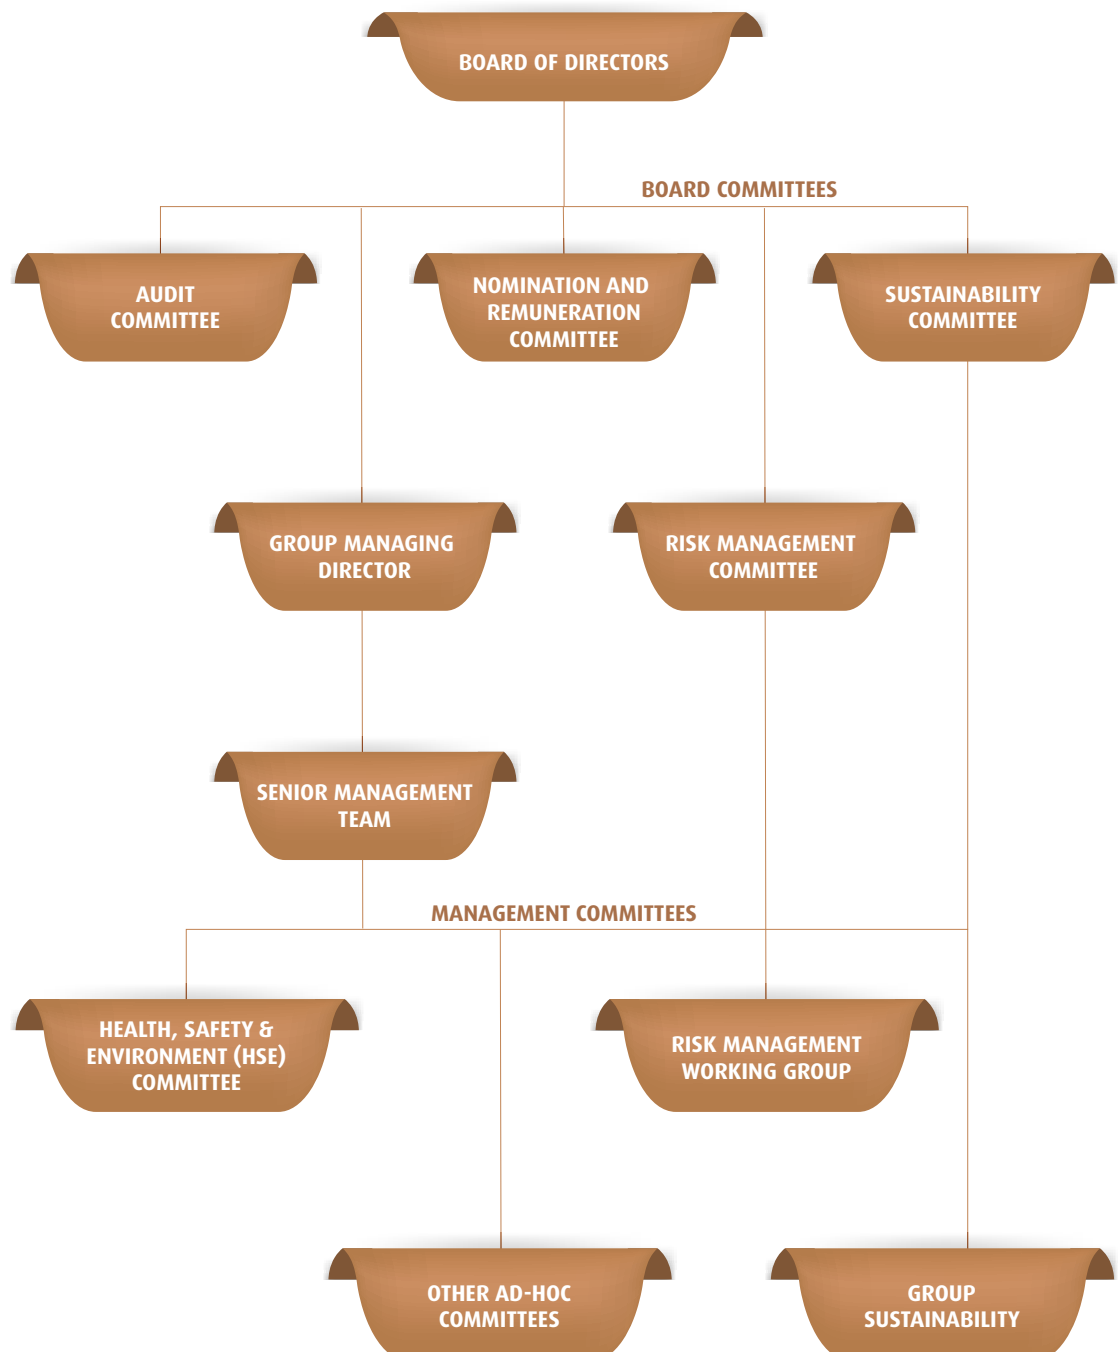 BOARD OF DIRECTORS
BOARD COMMITTEES
AUDIT
COMMITTEE
NOMINATION AND
REMUNERATION
COMMITTEE
SUSTAINABILITY
COMMITTEE
GROUP MANAGING
DIRECTOR
RISK MANAGEMENT
COMMITTEE
SENIOR MANAGEMENT
TEAM
MANAGEMENT COMMITTEES
HEALTH, SAFETY &
ENVIRONMENT (HSE)
COMMITTEE
RISK MANAGEMENT
WORKING GROUP
OTHER AD-HOC
COMMITTEES
GROUP
SUSTAINABILITY